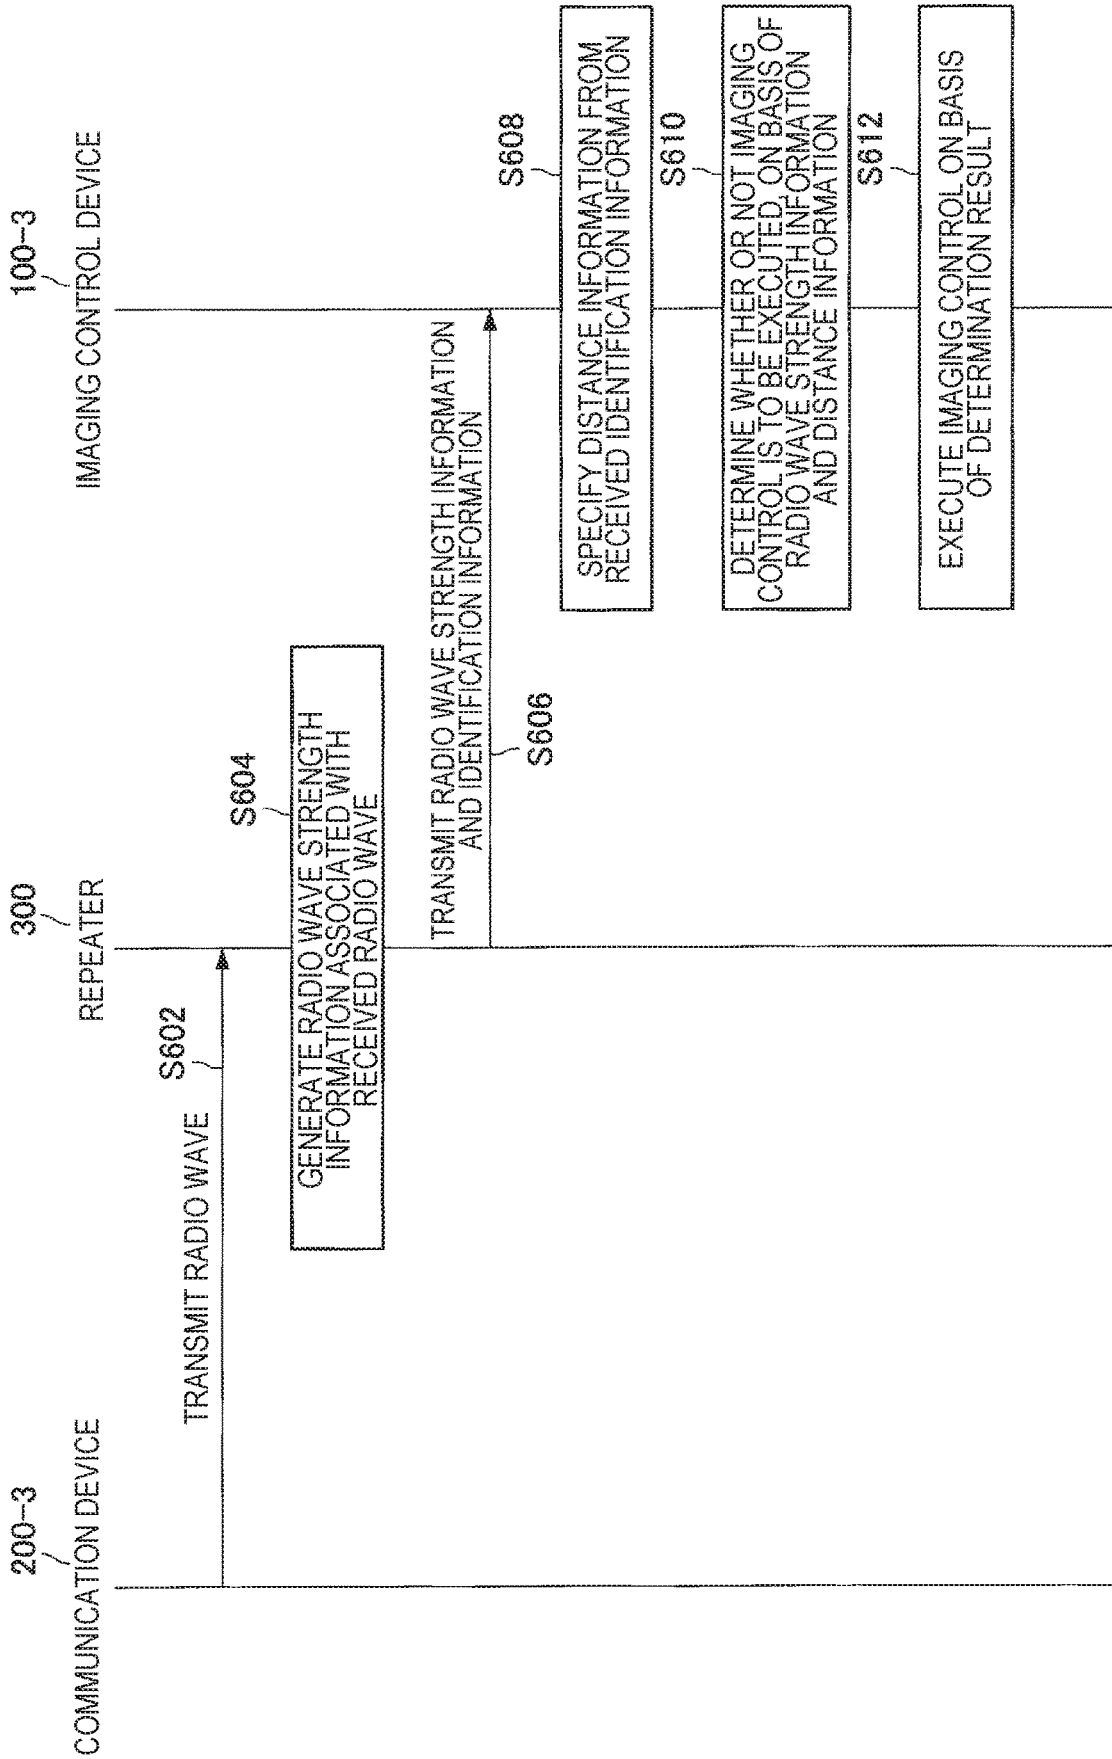 200-3
COMMUNICATION DEVICE
300
REPEATER
100-3
IMAGING CONTROL DEVICE
TRANSMIT RADIO WAVE
S602
S604
GENERATE RADIO WAVE STRENGTH
INFORMATION ASSOCIATED WITH
RECEIVED RADIO WAVE
TRANSMIT RADIO WAVE STRENGTH INFORMATION
AND IDENTIFICATION INFORMATION
S606
S608
SPECIFY DISTANCE INFORMATION FROM
RECEIVED IDENTIFICATION INFORMATION
S610
DETERMINE WHETHER OR NOT IMAGING
CONTROL IS TO BE EXECUTED, ON BASIS OF
RADIO WAVE STRENGTH INFORMATION
AND DISTANCE INFORMATION
S612
EXECUTE IMAGING CONTROL ON BASIS
OF DETERMINATION RESULT